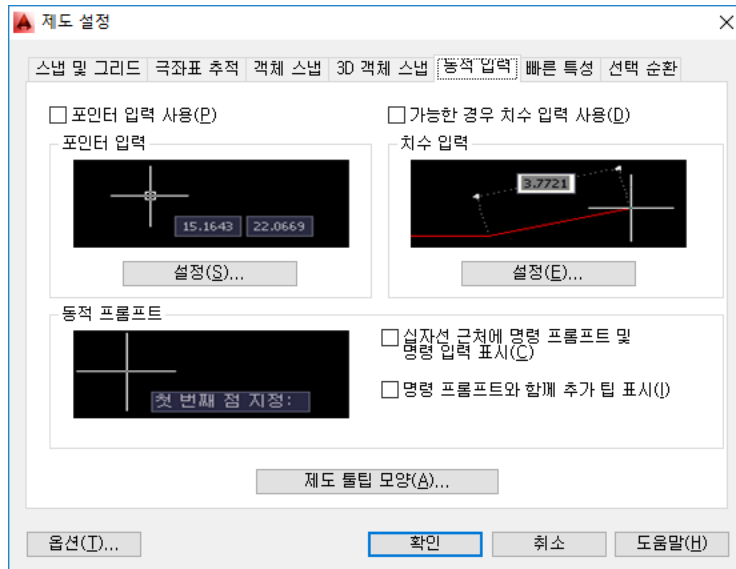 제도 설정
스냅 및 그리드 극좌표 추적 객체 스냅 3D 객체 스냅 동적 입력 빠른 특성 선택 순환
포인터 입력 사용(P)
가능한 경우 치수 입력 사용(D)
포인터 입력
치수 입력
15.1643 22.0669
3.7721
설정(S)...
설정(E)...
동적 프롬프트
첫 번째 점 지정:
십자선 근처에 명령 프롬프트 및
명령 입력 표시(C)
명령 프롬프트와 함께 추가 팁 표시(I)
제도 툴팁 모양(A)...
옵션(T)...
확인
취소
도움말(H)